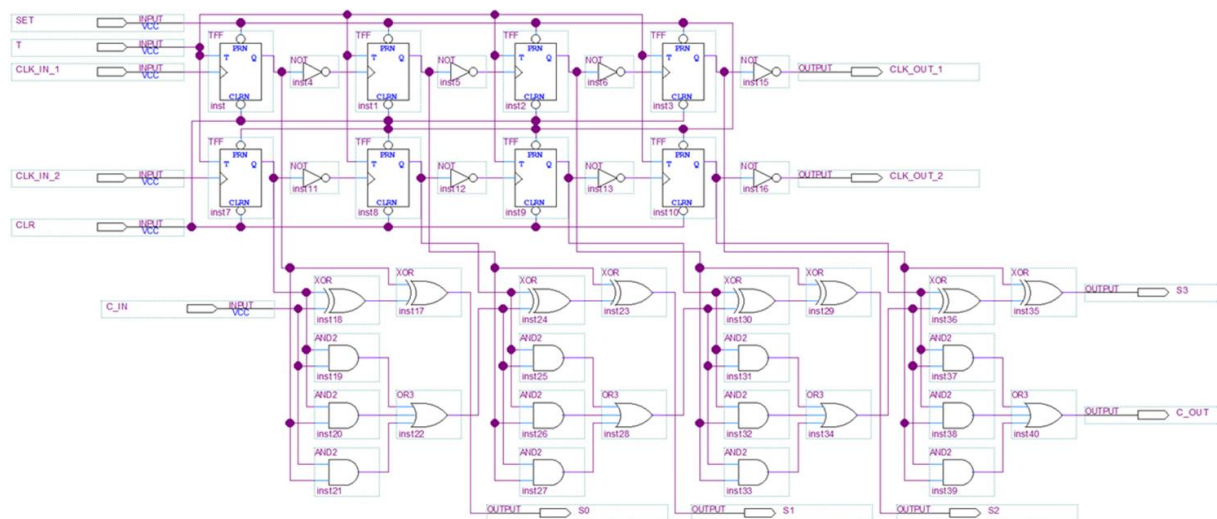 SET INPUT VCC
T INPUT VCC
CLK_IN_1 INPUT VCC
TFF PRN T Q CLRN inst
NOT inst4
TFF PRN T Q CLRN inst1
NOT inst5
TFF PRN T Q CLRN inst2
NOT inst6
TFF PRN T Q CLRN inst3
NOT inst15
OUTPUT CLK_OUT_1
CLK_IN_2 INPUT VCC
TFF PRN T Q CLRN inst7
NOT inst11
TFF PRN T Q CLRN inst8
NOT inst12
TFF PRN T Q CLRN inst9
NOT inst13
TFF PRN T Q CLRN inst10
NOT inst16
OUTPUT CLK_OUT_2
CLR INPUT VCC
C_IN INPUT VCC
XOR inst18
XOR inst17
XOR inst24
XOR inst23
XOR inst30
XOR inst29
XOR inst36
XOR inst35
OUTPUT S3
AND2 inst19
AND2 inst25
AND2 inst31
AND2 inst37
AND2 inst20
OR3 inst22
AND2 inst26
OR3 inst28
AND2 inst32
OR3 inst34
AND2 inst38
OR3 inst40
OUTPUT C_OUT
AND2 inst21
AND2 inst27
AND2 inst33
AND2 inst39
OUTPUT S0
OUTPUT S1
OUTPUT S2